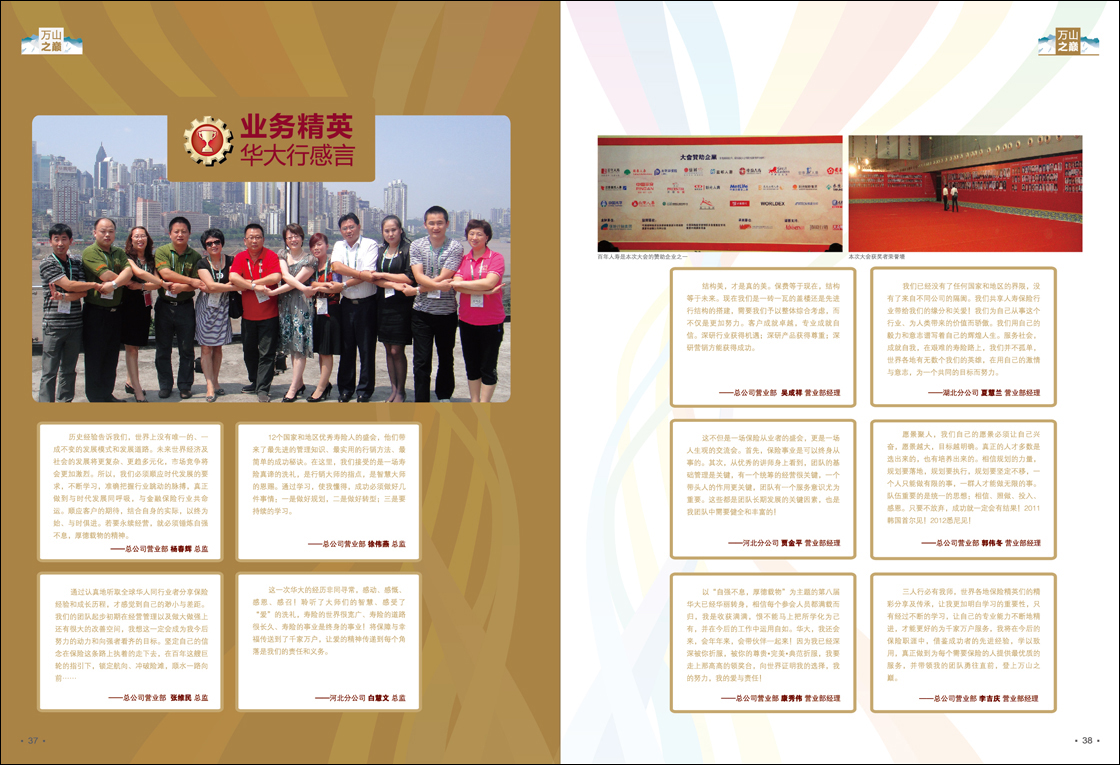 万山
之巅
业务精英
华大行感言
历史经验告诉我们，世界上没有唯一的、一
成不变的发展模式和发展道路，未来世界经济及
社会的发展将更复杂、更趋多元化，市场竞争将
会更加激烈。所以，我们必须顺应时代发展的要
求，不断学习，准确把握行业跳动的脉搏，真正
做到与时代发展同呼吸，与金融保险行业共命
运。顺应客户的期待，结合自身的实际，以终为
始、与时俱进。若要永续经营，就必须锤炼自强
不息，厚德载物的精神。
——总公司营业部 杨春辉 总监
12个国家和地区优秀寿险人的盛会，他们带
来了最先进的管理知识、最实用的行销方法、最
简单的成功秘诀。在这里，我们接受的是一场寿
险真谛的洗礼，是行销大师的指点，是智慧大师
的思潮。通过学习，使我懂得，成功必须做好几
件事情：一是做好规划，二是做好转型；三是要
持续的学习。
——总公司营业部 徐伟燕 总监
通过认真地听取全球华人同行业者分享保险
经验和成长历程，才感觉到自己的渺小与差距。
我们的团队起步初期在经营管理以及做大做强上
还有很大的改善空间，我想这一定会成为我今后
努力的动力和向强者看齐的目标。坚定自己的信
念在保险这条路上执着的走下去，在百年这艘巨
轮的指引下，锁定航向、冲破险滩，颉水一路向
前……
——总公司营业部 张维民 总监
这一次华大的经历非同寻常，感动、感慨、
感恩、感召！聆听了大师们的智慧、感受了
“爱”的洗礼，寿险的世界很宽广、寿险的道路
很长久、寿险的事业是终身的事业！将保障与幸
福传送到了千家万户，让爱的精神传递到每个角
落是我们的责任和义务。
——河北分公司 白慧文 总监
37
万山
之巅
大会赞助企业
WORLDEX
百年人寿是本次大会的赞助企业之一
本次大会获奖者荣誉墙
结构美，才是真的美。保费等于现在，结构
等于未来。现在我们是一砖一瓦的盖楼还是先进
行结构的搭建，需要我们予以整体综合考虑，而
不仅是更加努力。客户成就卓越，专业成就自
信。深研行业获得机遇；深研产品获得尊重；深
研营销方能获得成功。
——总公司营业部 吴成祥 营业部经理
我们已经没有了任何国家和地区的界限，没
有了来自不同公司的隔阂。我们共享人寿保险行
业带给我们的缘分和关爱！我们为自己从事这个
行业、为人类带来的价值而骄傲。我们用自己的
毅力和意志谱写着自己的辉煌人生。服务社会，
成就自我，在艰难的寿险路上，我们并不孤单，
世界各地有无数个我们的英雄，在用自己的激情
与意志，为一个共同的目标而努力。
——湖北分公司 夏慧兰 营业部经理
这不但是一场保险从业者的盛会，更是一场
人生观的交流会。首先，保险事业是可以终身从
事的。其次，从优秀的讲师身上看到，团队的基
础管理是关键，有一个统筹的经营很关键，一个
带头人的作用更关键。团队有一个服务意识尤为
重要。这些都是团队长期发展的关键因素，也是
我团队中需要健全和丰富的！
——河北分公司 贾金平 营业部经理
愿景聚人，我们自己的愿景必须让自己兴
奋，愿景越大，目标越明确。真正的人才多数是
选出来的，也有培养出来的。相信规划的力量，
规划要落地，规划要执行，规划要坚定不移，一
个人只能做有限的事，一群人才能做无限的事。
队伍重要的是统一的思想，相信、照做、投入、
感恩，只要不放弃，成功就一定会有结果！2011
韩国首尔见！2012悉尼见！
——总公司营业部 郭伟冬 营业部经理
以“自强不息，厚德载物”为主题的第八届
华大已经华丽转身，相信每个参会人员都满载而
归，我是收获满满，恨不能马上把所学化为己
有，并在今后的工作中运用自如。华大，我还会
来，会年年来，会带伙伴一起来！因为我已经深
深被你折服，被你的尊贵•完美•典范折服，我要
走上那高高的领奖台，向世界证明我的选择，我
的努力，我的爱与责任！
——总公司营业部 康秀伟 营业部经理
三人行必有我师，世界各地保险精英们的精
彩分享及传承，让我更加明白学习的重要性，只
有经过不断的学习，让自己的专业能力不断地精
进，才能更好的为千家万户服务，我将在今后的
保险职涯中，借鉴成功者的先进经验，学以致
用，真正做到为每个需要保险的人提供最优质的
服务，并带领我的团队勇往直前，登上万山之
巅。
——总公司营业部 李吉庆 营业部经理
38